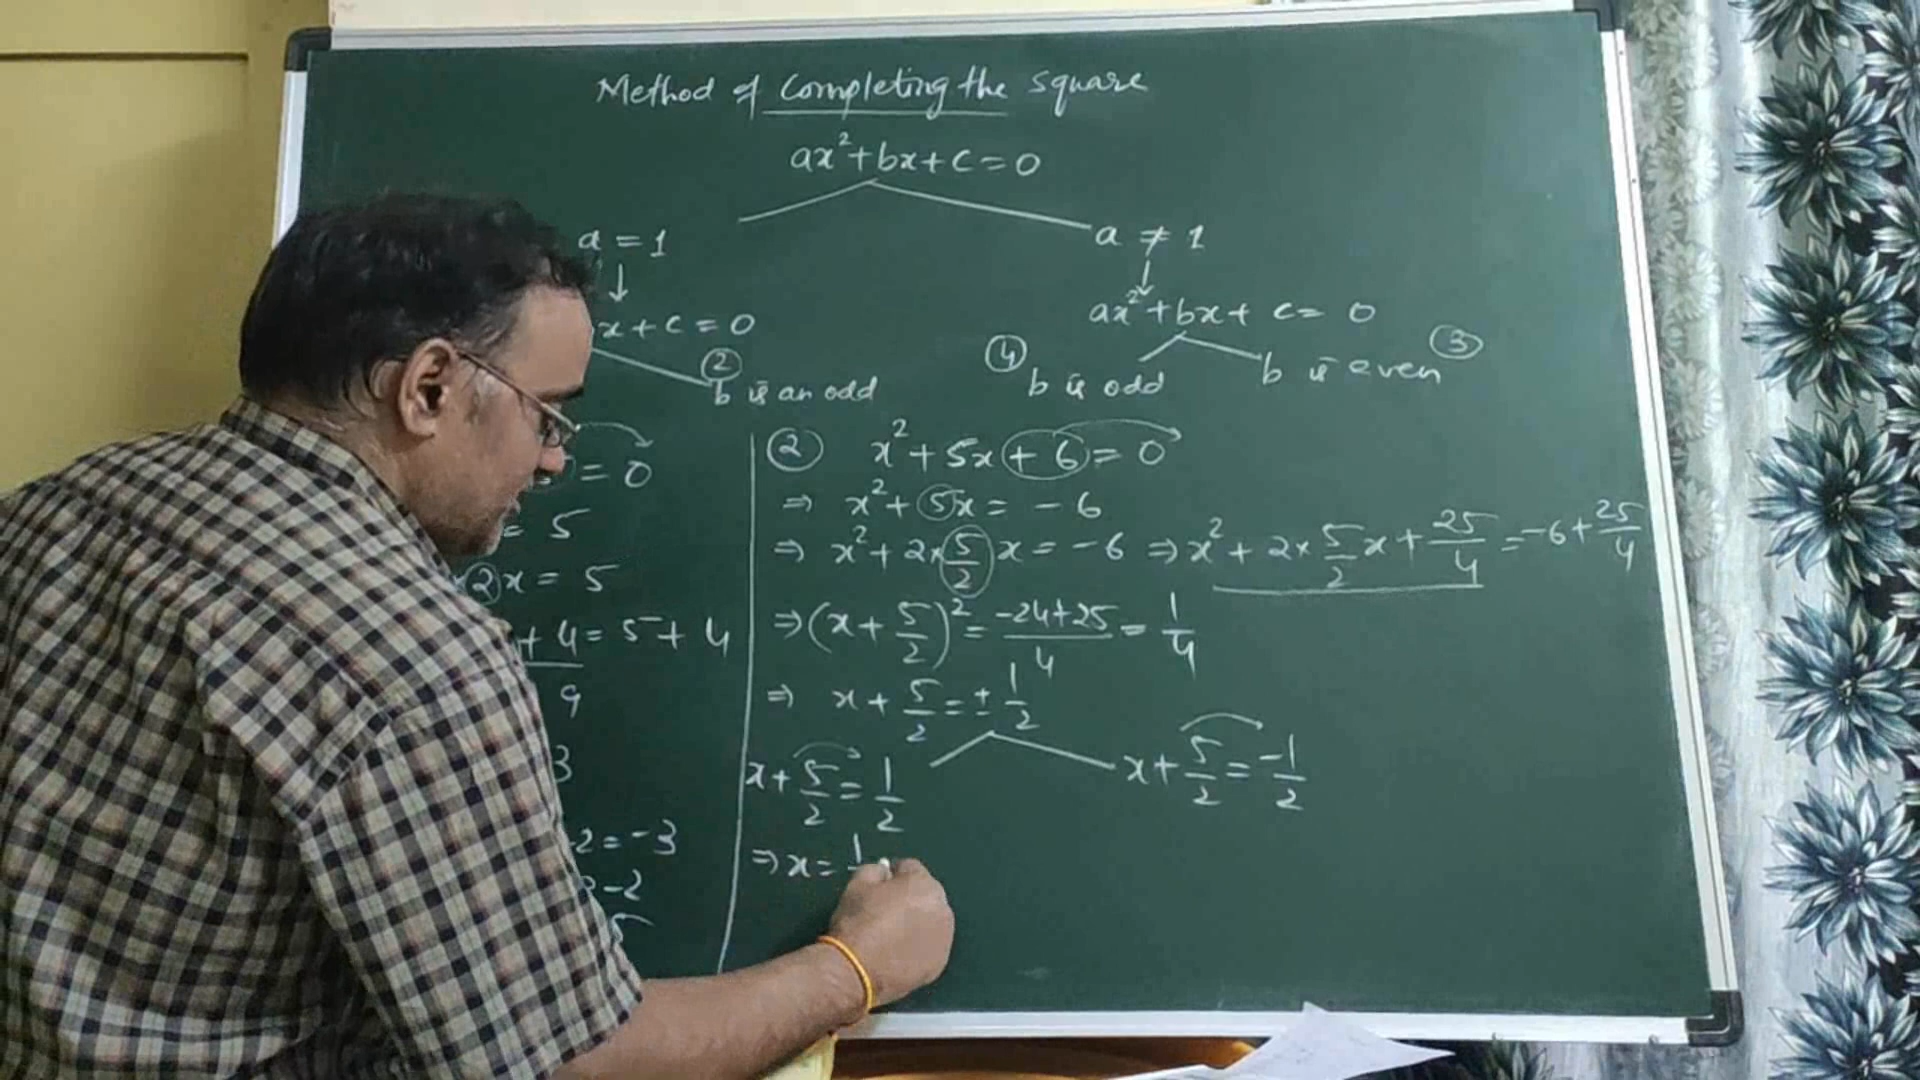 Method of Completing the square
ax²+bx+c=0
a = 1
a ≠ 1
x+c=0
ax²+bx+c=0
② b is an odd
④ b is odd
b is even ③
=0
= 5
②x=5
+4=5+4
9
3
-2=-3
-2
② x²+5x+6=0
⇒ x²+5x=-6
⇒ x²+2×5/2 x=-6 ⇒ x²+2×5/2 x+25/4=-6+25/4
⇒ (x+5/2)²=-24+25/4=1/4
⇒ x+5/2=±1/2
x+5/2=1/2
x+5/2=-1/2
⇒ x=1